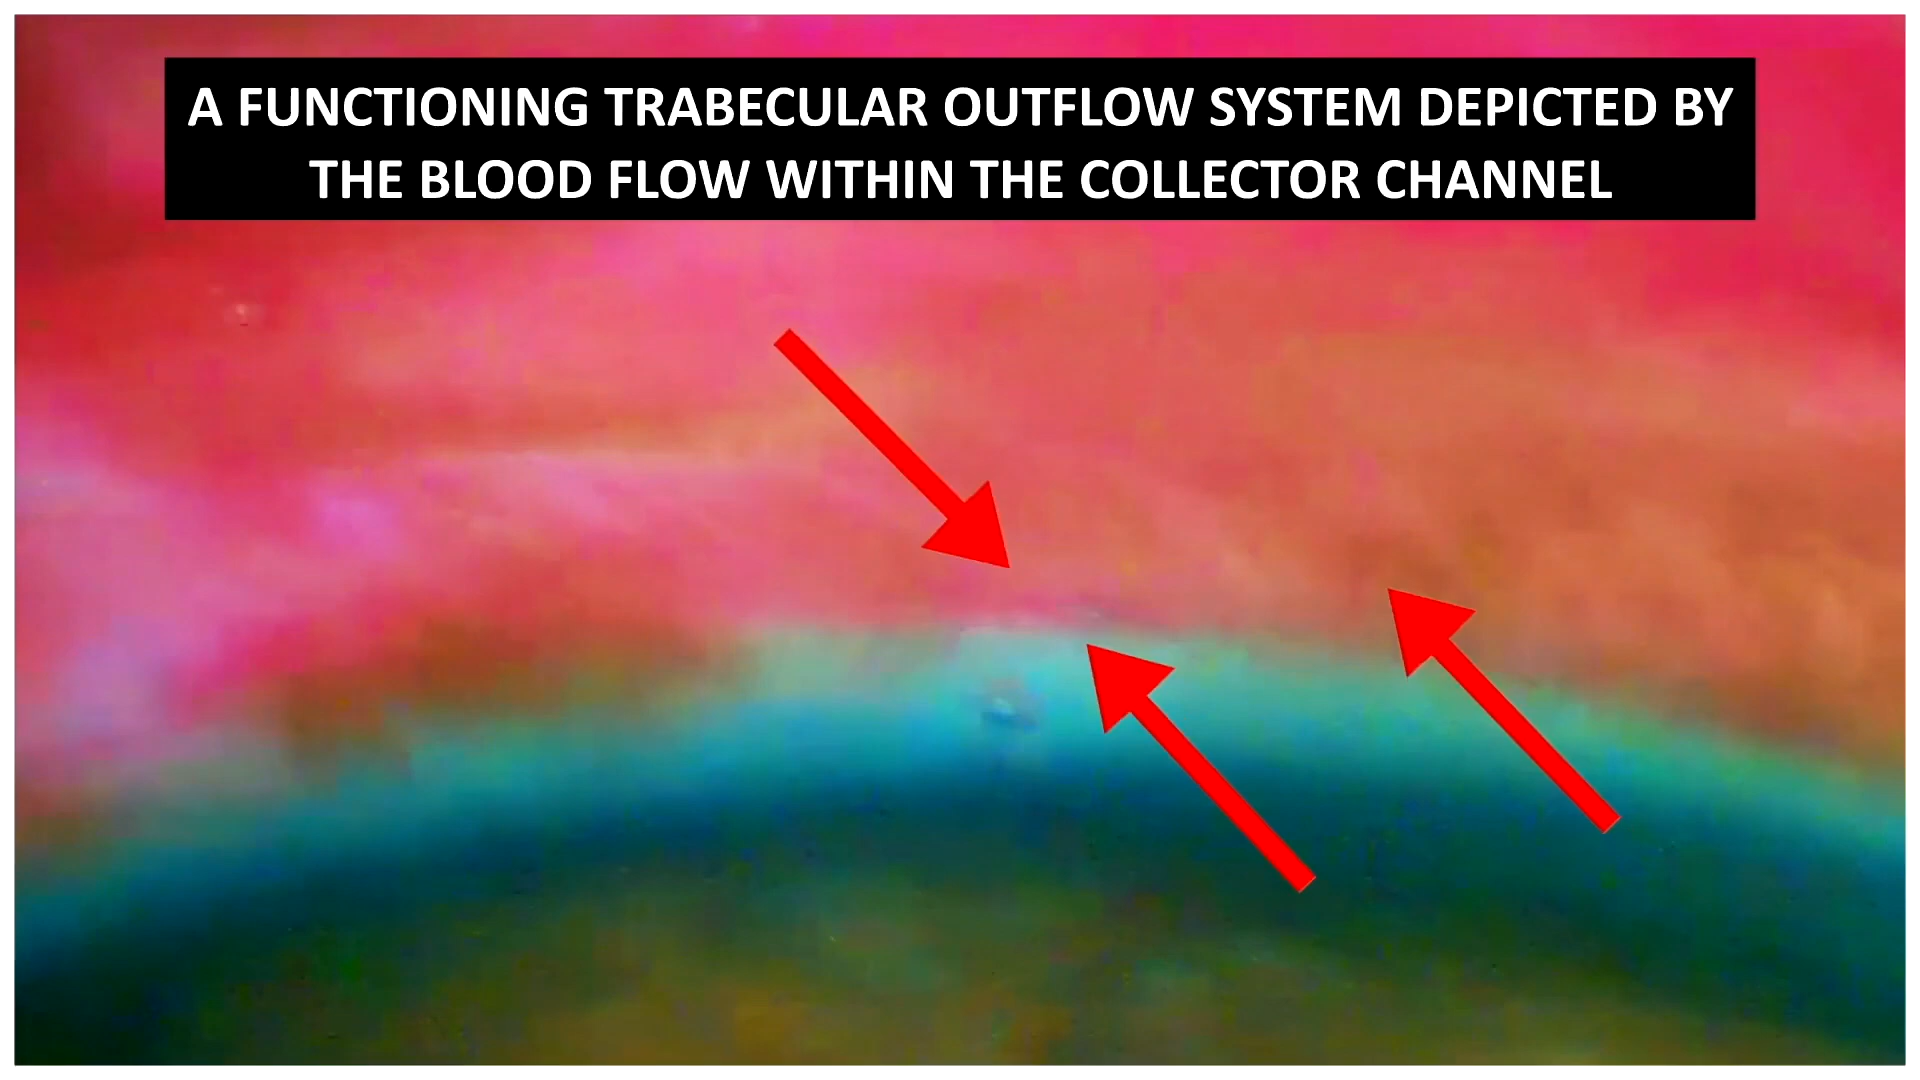 A FUNCTIONING TRABECULAR OUTFLOW SYSTEM DEPICTED BY
THE BLOOD FLOW WITHIN THE COLLECTOR CHANNEL